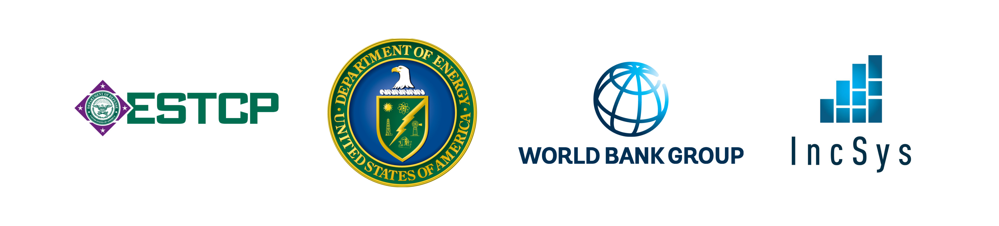 DEPARTMENT OF DEFENSE
UNITED STATES OF AMERICA
ESTCP
DEPARTMENT OF ENERGY
UNITED STATES OF AMERICA
WORLD BANK GROUP
IncSys